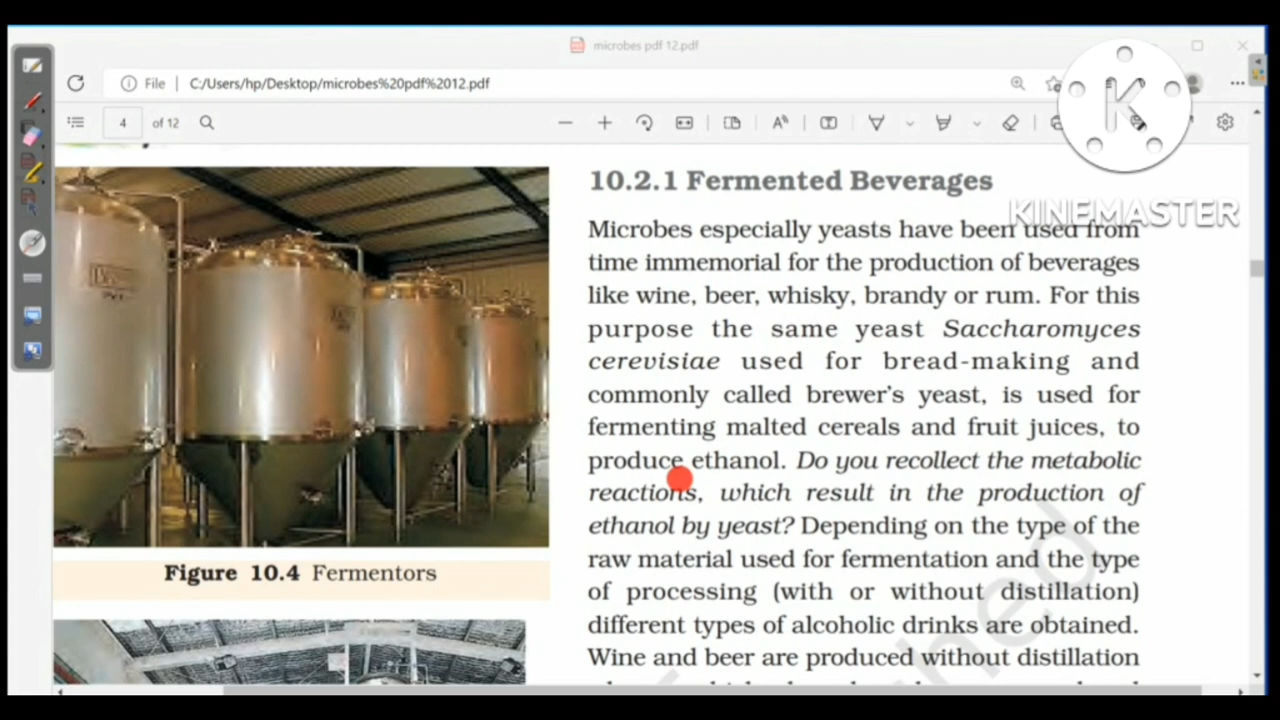 microbes pdf 12.pdf
File | C:/Users/hp/Desktop/microbes%20pdf%2012.pdf
4 of 12
K
KINEMASTER
10.2.1 Fermented Beverages
Microbes especially yeasts have been used from
time immemorial for the production of beverages
like wine, beer, whisky, brandy or rum. For this
purpose the same yeast Saccharomyces
cerevisiae used for bread-making and
commonly called brewer's yeast, is used for
fermenting malted cereals and fruit juices, to
produce ethanol. Do you recollect the metabolic
reactions, which result in the production of
ethanol by yeast? Depending on the type of the
raw material used for fermentation and the type
of processing (with or without distillation)
different types of alcoholic drinks are obtained.
Wine and beer are produced without distillation
Figure 10.4 Fermentors